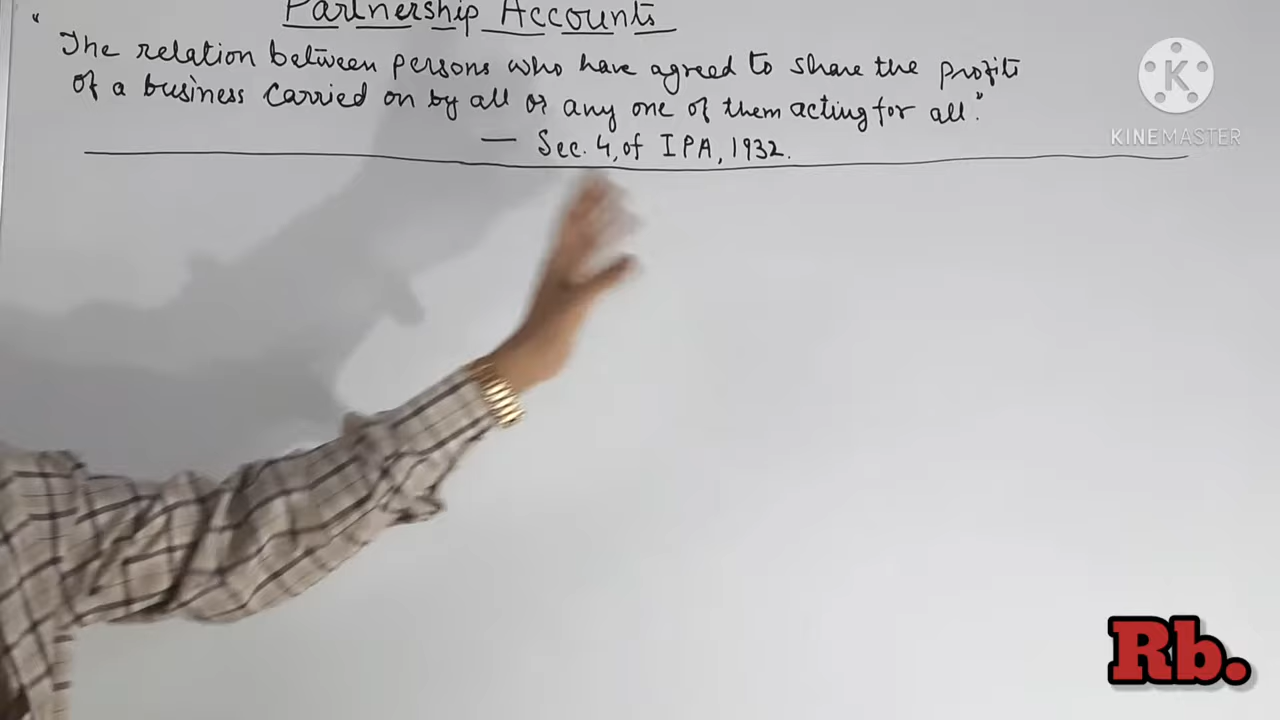 Partnership Accounts
"The relation between persons who have agreed to share the profits
of a business carried on by all or any one of them acting for all."
— Sec. 4, of IPA, 1932.
K
KINEMASTER
Rb.